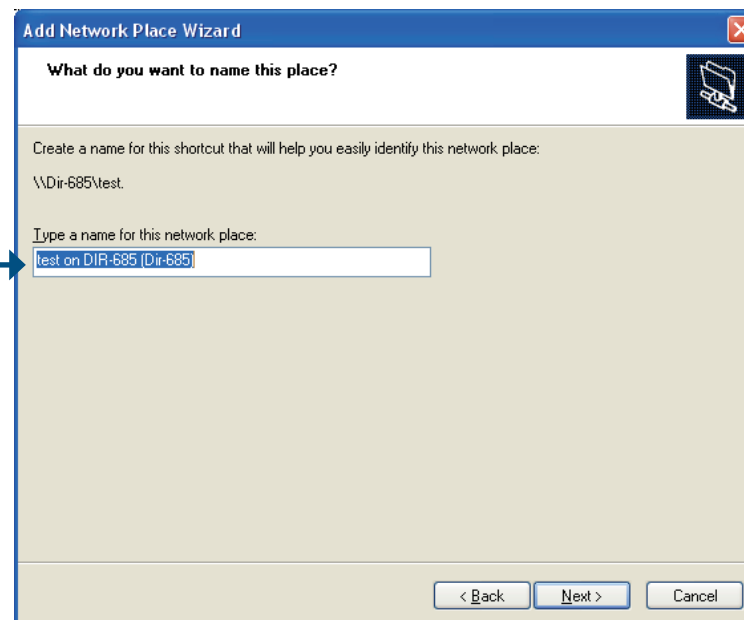 Add Network Place Wizard
What do you want to name this place?
Create a name for this shortcut that will help you easily identify this network place:
\\Dir-685\test.
Type a name for this network place:
test on DIR-685 (Dir-685)
< Back Next > Cancel